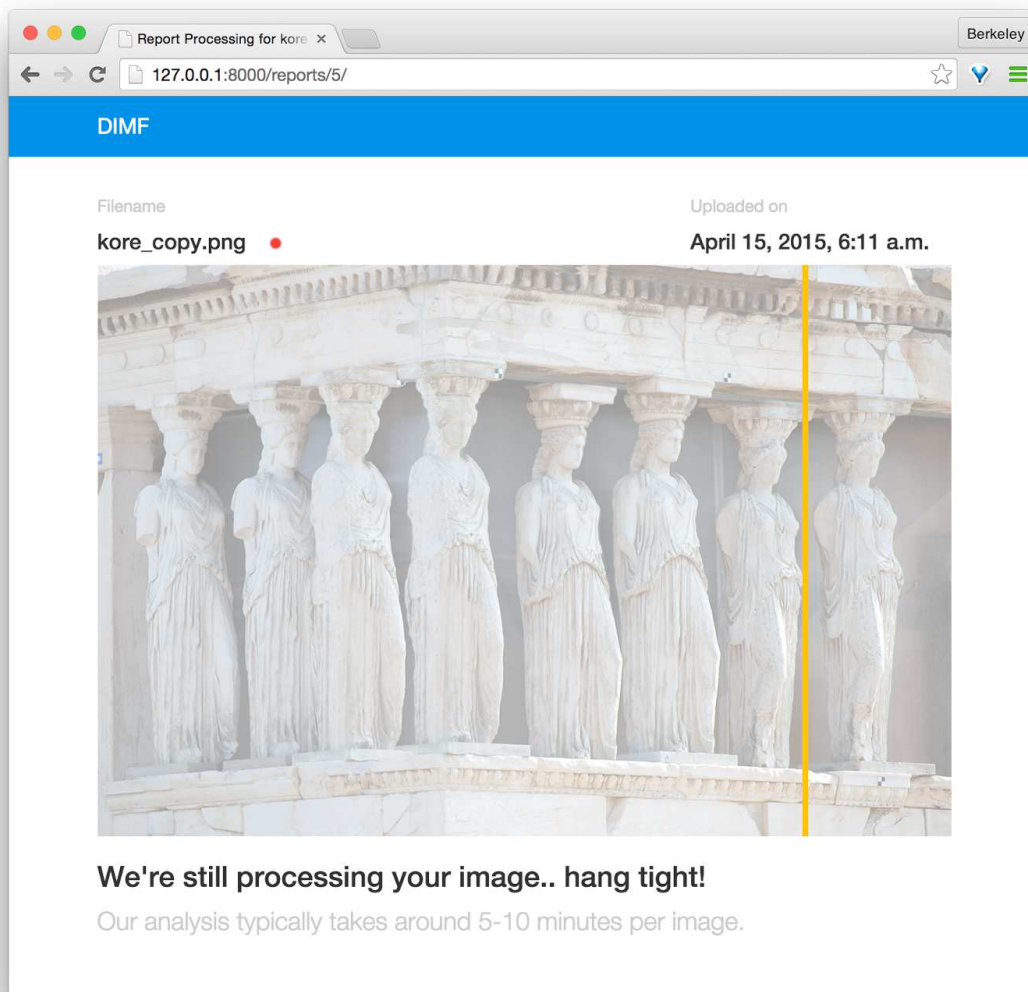 Report Processing for kore
Berkeley
127.0.0.1:8000/reports/5/
DIMF
Filename
Uploaded on
kore_copy.png
April 15, 2015, 6:11 a.m.
We're still processing your image.. hang tight!
Our analysis typically takes around 5-10 minutes per image.